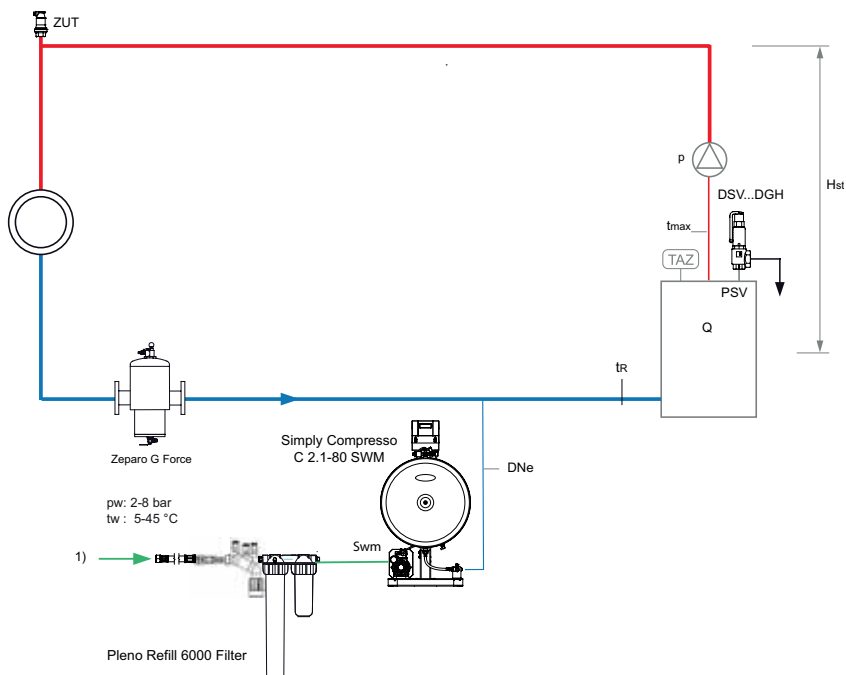 ZUT
p
Hst
DSV...DGH
tmax
TAZ
PSV
Q
tR
Zeparo G Force
Simply Compresso
C 2.1-80 SWM
DNe
pw: 2-8 bar
tw : 5-45 °C
Swm
1)
Pleno Refill 6000 Filter